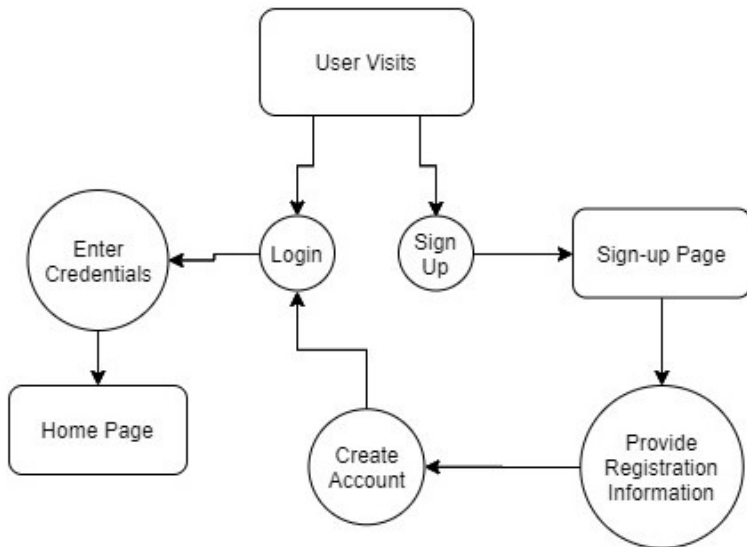 User Visits
Enter
Credentials
Login
Sign
Up
Sign-up Page
Home Page
Create
Account
Provide
Registration
Information